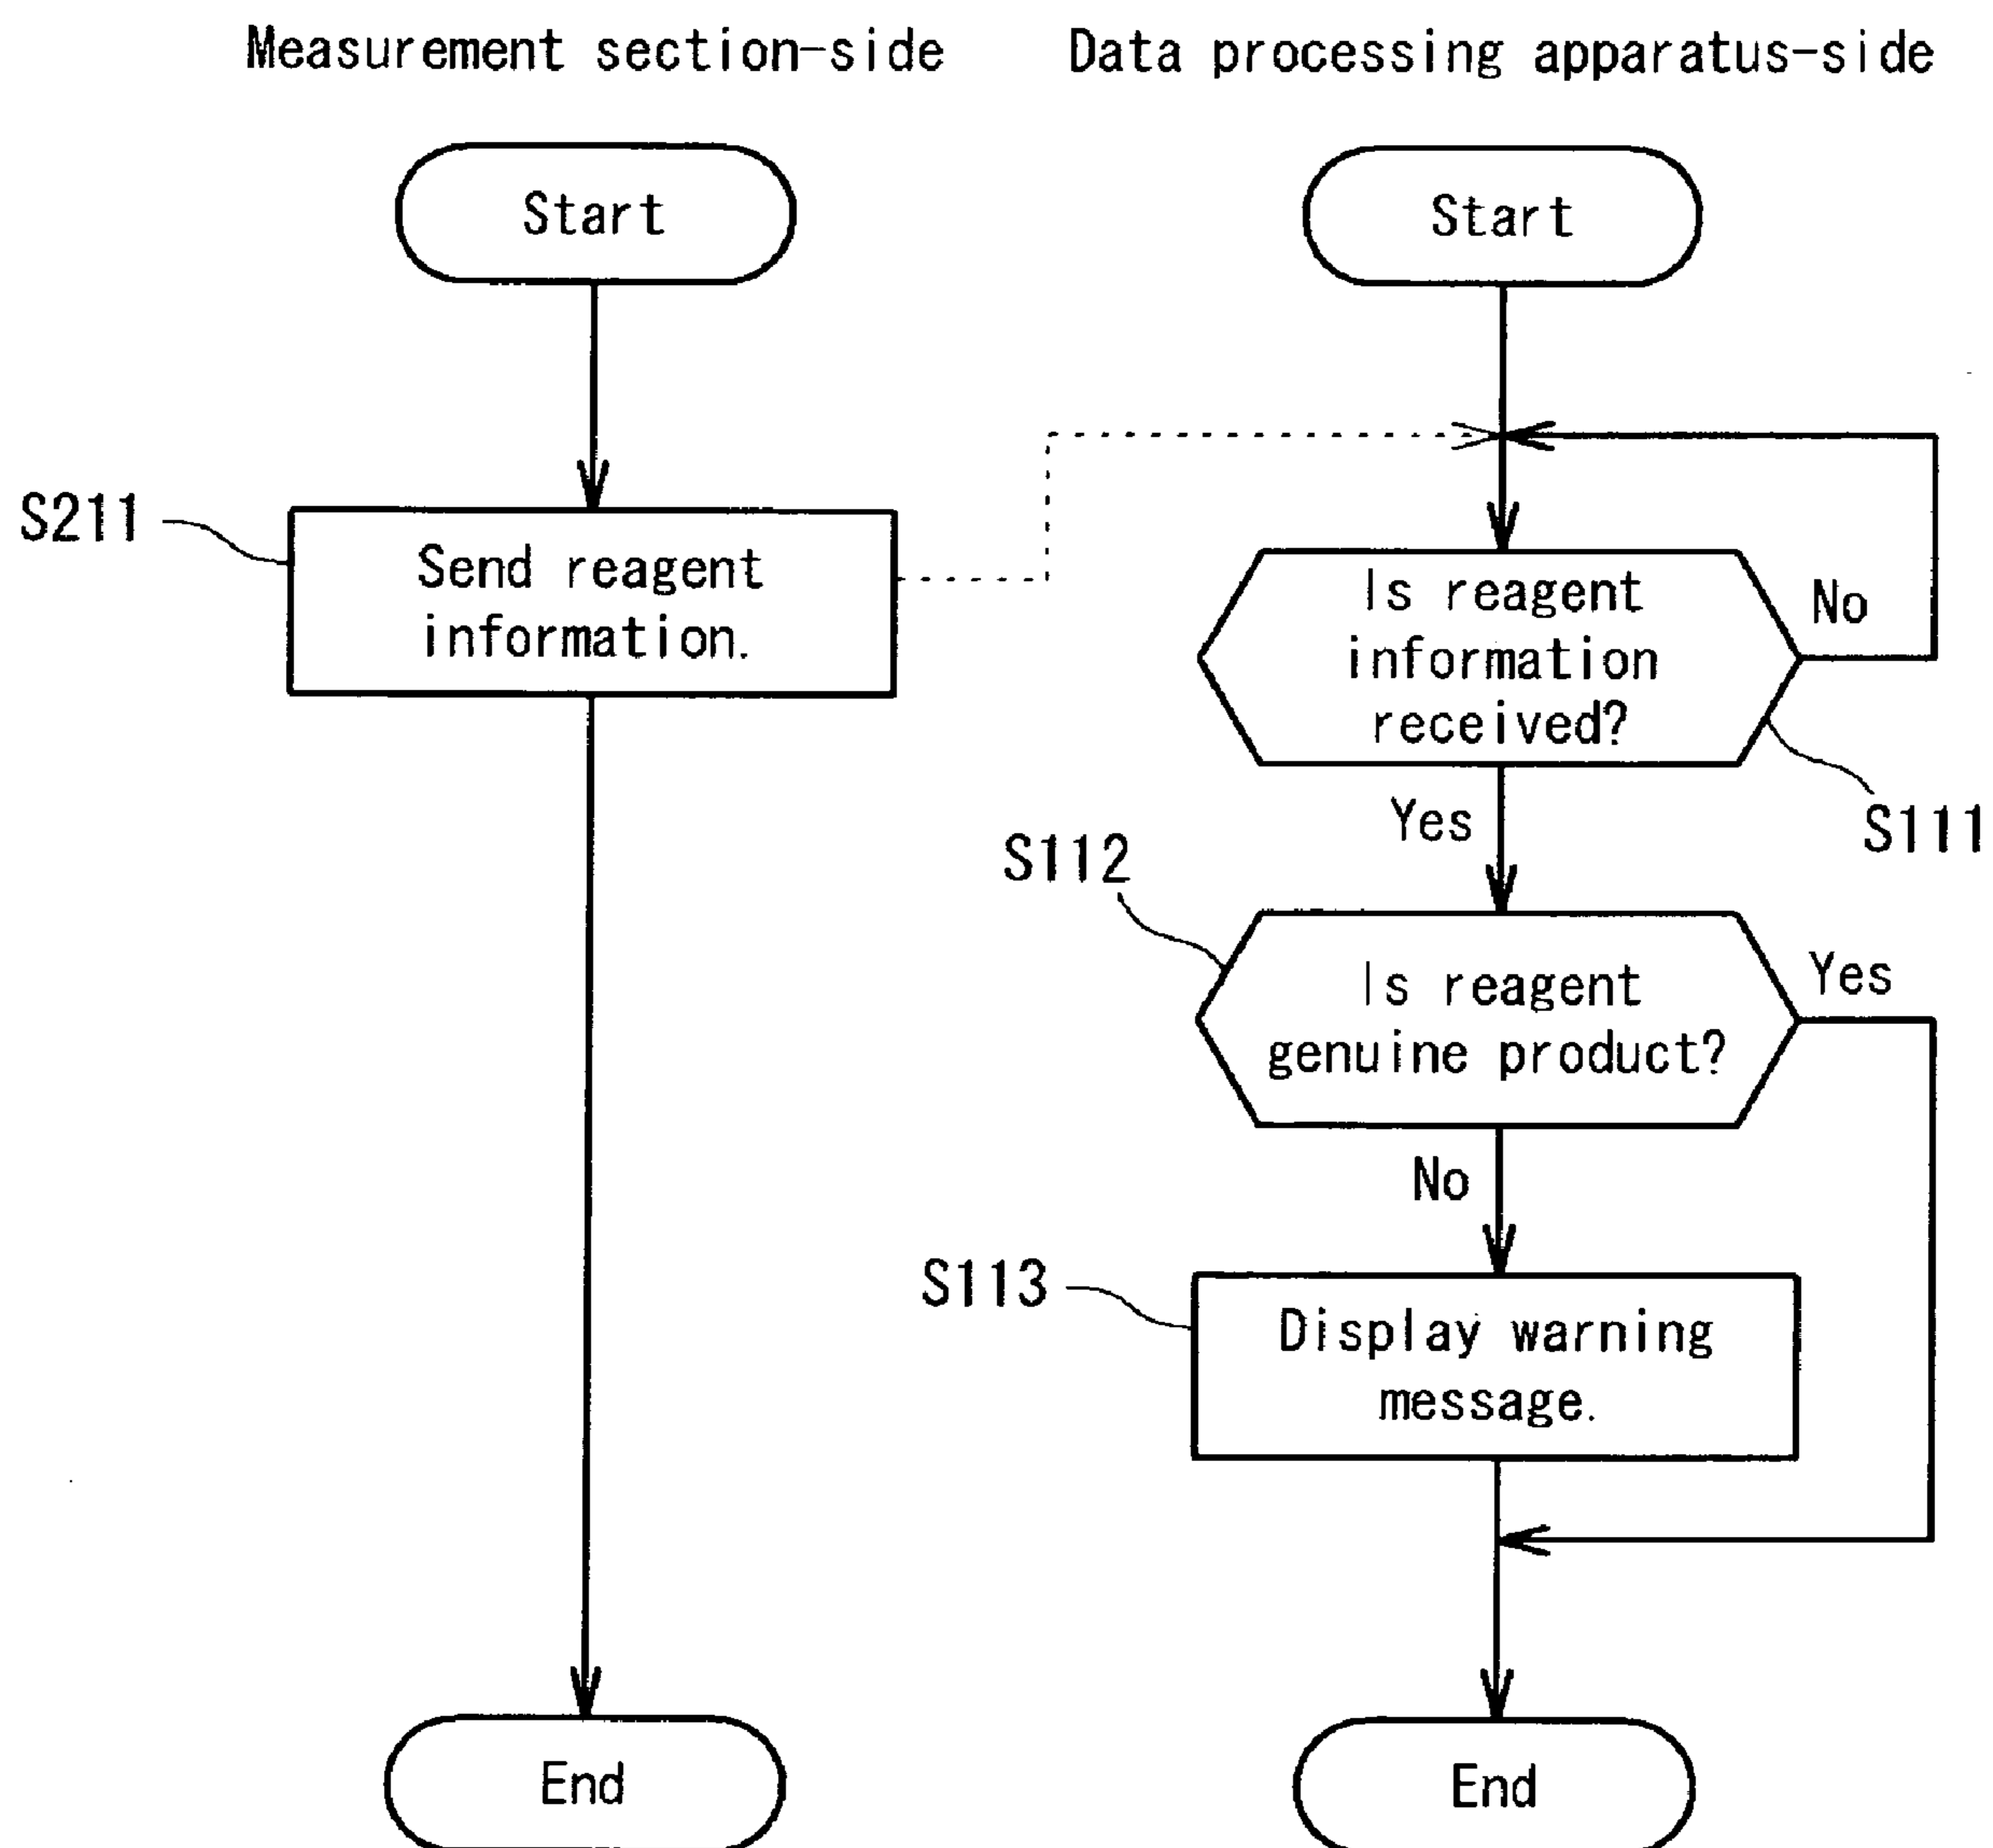 Measurement section-side
Data processing apparatus-side
Start
Start
S211
Send reagent
information.
Is reagent
information
received?
No
S111
Yes
S112
Is reagent
genuine product?
Yes
No
S113
Display warning
message.
End
End